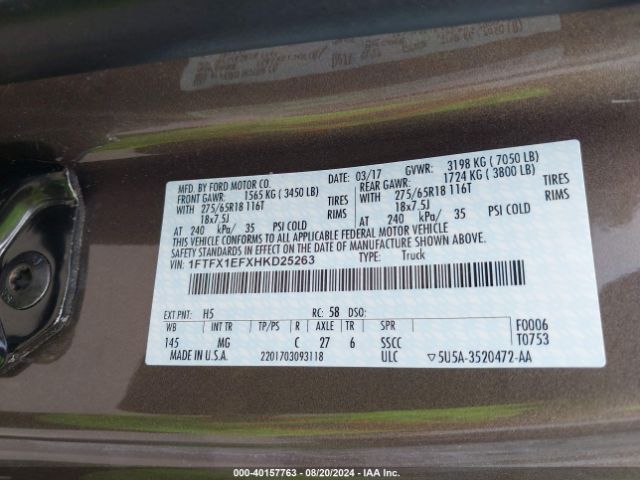 MFD. BY FORD MOTOR CO.
DATE: 03/17 GVWR: 3198 KG ( 7050 LB)
FRONT GAWR: 1565 KG ( 3450 LB)
REAR GAWR: 1724 KG ( 3800 LB)
WITH 275/65R18 116T TIRES
275/65R18 116T TIRES
18x7.5J RIMS
WITH 18x7.5J RIMS
AT 240 kPa/ 35 PSI COLD
AT 240 kPa/ 35 PSI COLD
THIS VEHICLE CONFORMS TO ALL APPLICABLE FEDERAL MOTOR VEHICLE
SAFETY STANDARDS IN EFFECT ON THE DATE OF MANUFACTURE SHOWN ABOVE.
VIN: 1FTFX1EFXHKD25263 TYPE: Truck
EXT PNT: H5 RC: 58 DSO:
WB INT TR TP/PS R AXLE TR SPR
F0006
145 MG C 27 6 SSCC
T0753
MADE IN U.S.A. 2201703093118 ULC ▽5U5A-3520472-AA
000-40157763 - 08/20/2024 - IAA Inc.